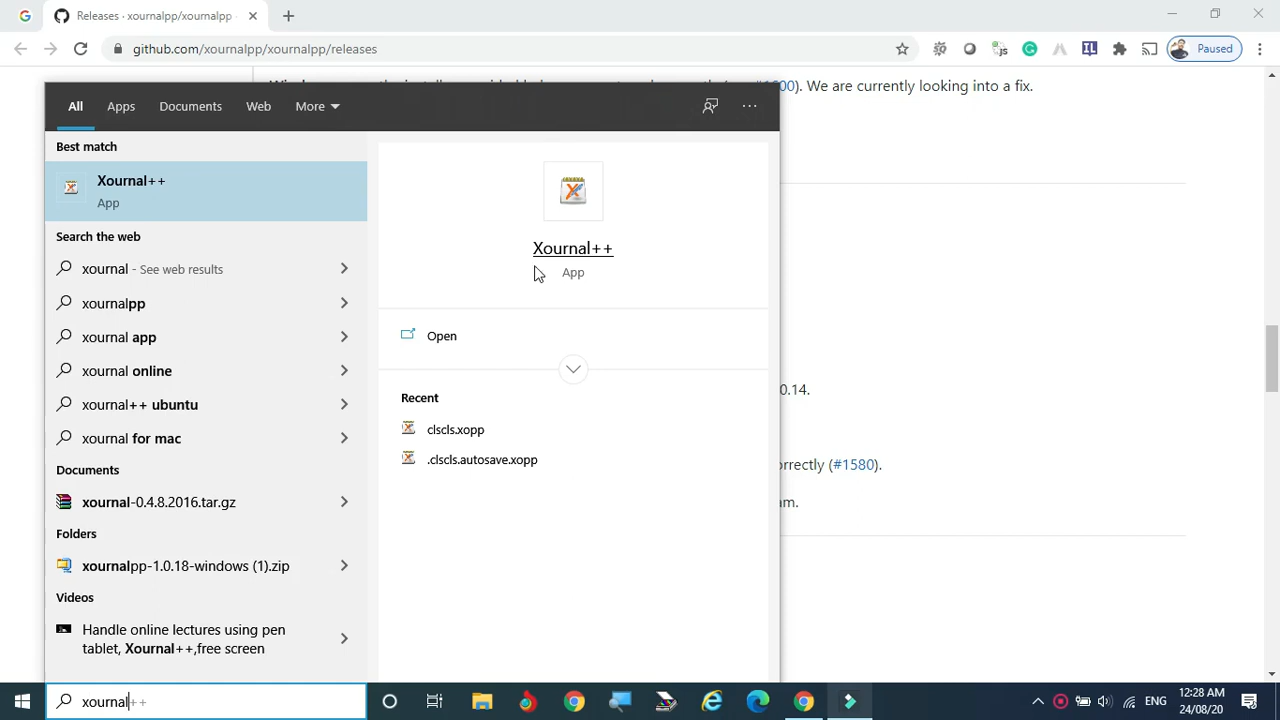 Releases · xournalpp/xournalpp
github.com/xournalpp/xournalpp/releases
Paused
IL
js
We are currently looking into a fix.
All
Apps
Documents
Web
More
Best match
Xournal++
App
Search the web
xournal - See web results
xournalpp
xournal app
xournal online
xournal++ ubuntu
xournal for mac
Documents
xournal-0.4.8.2016.tar.gz
Folders
xournalpp-1.0.18-windows (1).zip
Videos
Handle online lectures using pen
tablet, Xournal++,free screen
Xournal++
App
Open
Recent
clscls.xopp
.clscls.autosave.xopp
0.14.
rrectly (#1580).
am.
xournal++
ENG
12:28 AM
24/08/20